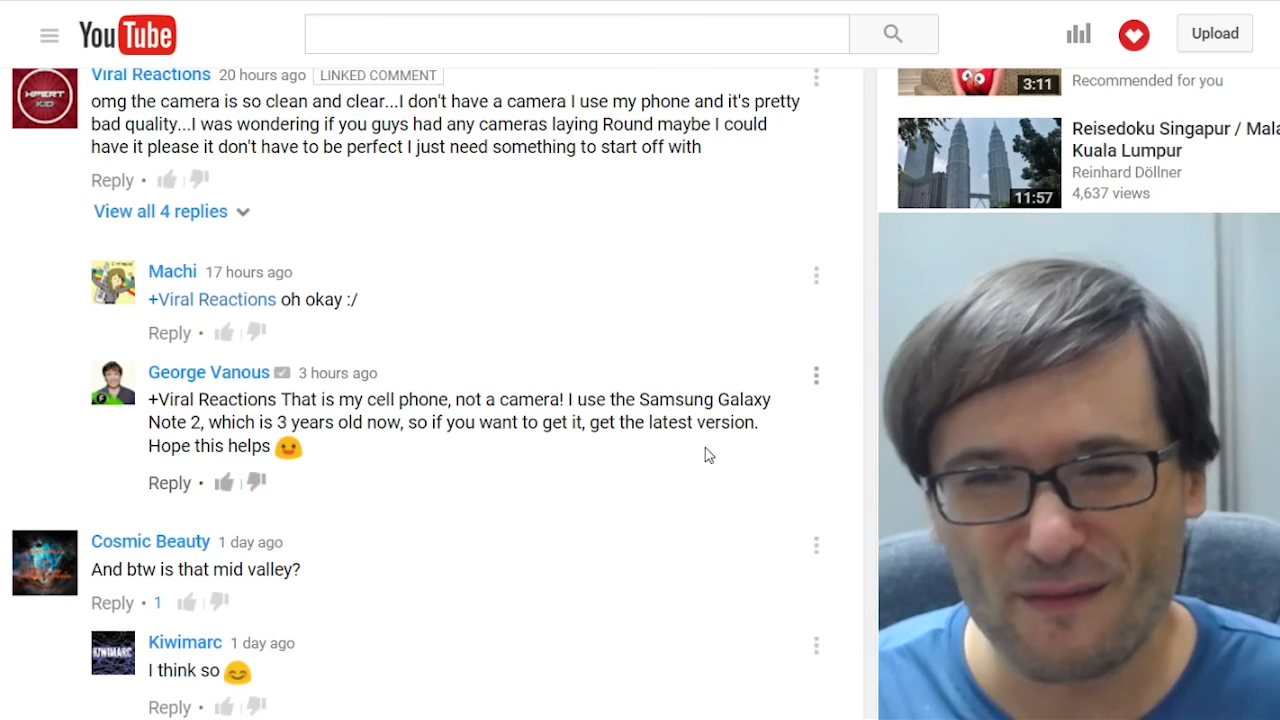 YouTube
Upload
Viral Reactions 20 hours ago LINKED COMMENT
omg the camera is so clean and clear...I don't have a camera I use my phone and it's pretty
bad quality...I was wondering if you guys had any cameras laying Round maybe I could
have it please it don't have to be perfect I just need something to start off with
Reply •
View all 4 replies
Machi 17 hours ago
+Viral Reactions oh okay :/
Reply •
George Vanous 3 hours ago
+Viral Reactions That is my cell phone, not a camera! I use the Samsung Galaxy
Note 2, which is 3 years old now, so if you want to get it, get the latest version.
Hope this helps
Reply •
Cosmic Beauty 1 day ago
And btw is that mid valley?
Reply • 1
Kiwimarc 1 day ago
I think so
Reply •
3:11
Recommended for you
11:57
Reisedoku Singapur / Mala
Kuala Lumpur
Reinhard Döllner
4,637 views
XPERT
KID
KIWIMARC